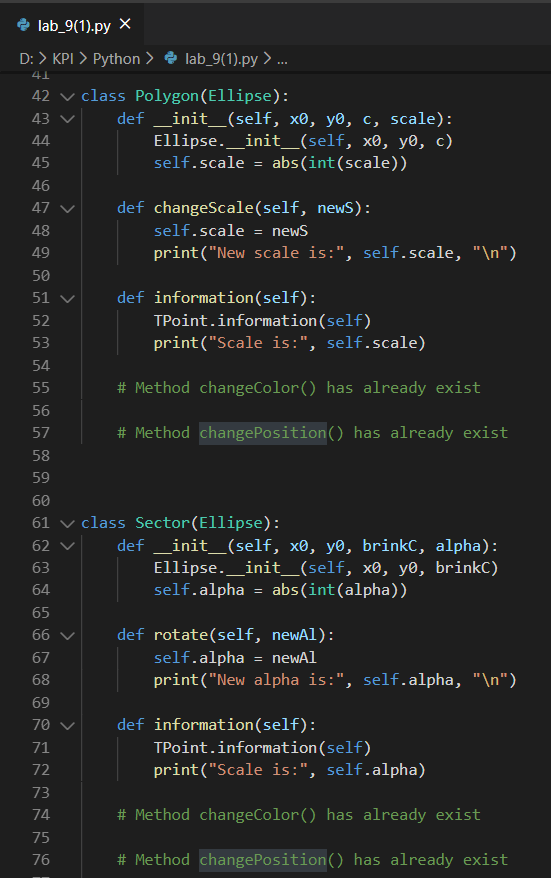 lab_9(1).py ×
D: > KPI > Python > lab_9(1).py > ...
41
42 class Polygon(Ellipse):
43     def __init__(self, x0, y0, c, scale):
44         Ellipse.__init__(self, x0, y0, c)
45         self.scale = abs(int(scale))
46
47     def changeScale(self, newS):
48         self.scale = newS
49         print("New scale is:", self.scale, "\n")
50
51     def information(self):
52         TPoint.information(self)
53         print("Scale is:", self.scale)
54
55     # Method changeColor() has already exist
56
57     # Method changePosition() has already exist
58
59
60
61 class Sector(Ellipse):
62     def __init__(self, x0, y0, brinkC, alpha):
63         Ellipse.__init__(self, x0, y0, brinkC)
64         self.alpha = abs(int(alpha))
65
66     def rotate(self, newAl):
67         self.alpha = newAl
68         print("New alpha is:", self.alpha, "\n")
69
70     def information(self):
71         TPoint.information(self)
72         print("Scale is:", self.alpha)
73
74     # Method changeColor() has already exist
75
76     # Method changePosition() has already exist